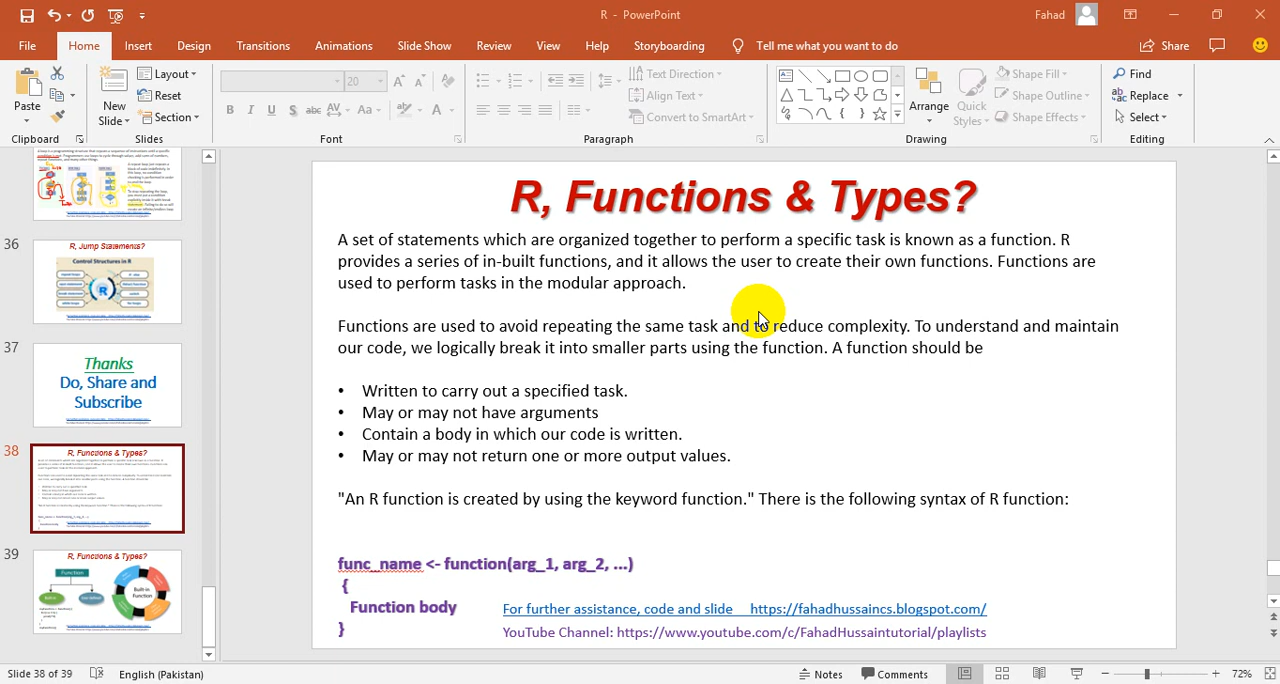 R - PowerPoint
Fahad
File Home Insert Design Transitions Animations Slide Show Review View Help Storyboarding Tell me what you want to do Share
Paste
Clipboard
New
Slide
Layout
Reset
Section
Slides
20
B I U S abc AV Aa A
Font
Text Direction
Align Text
Convert to SmartArt
Paragraph
Arrange
Quick
Styles
Shape Fill
Shape Outline
Shape Effects
Drawing
Find
Replace
Select
Editing
36
R, Jump Statements?
Control Structures in R
37
Thanks
Do, Share and
Subscribe
38
R, Functions & Types?
39
R, Functions & Types?
Function
Built in
Function
R, Functions & Types?
A set of statements which are organized together to perform a specific task is known as a function. R
provides a series of in-built functions, and it allows the user to create their own functions. Functions are
used to perform tasks in the modular approach.
Functions are used to avoid repeating the same task and to reduce complexity. To understand and maintain
our code, we logically break it into smaller parts using the function. A function should be
• Written to carry out a specified task.
• May or may not have arguments
• Contain a body in which our code is written.
• May or may not return one or more output values.
"An R function is created by using the keyword function." There is the following syntax of R function:
func_name <- function(arg_1, arg_2, ...)
{
Function body
}
For further assistance, code and slide https://fahadhussaincs.blogspot.com/
YouTube Channel: https://www.youtube.com/c/FahadHussaintutorial/playlists
Slide 38 of 39
English (Pakistan)
Notes
Comments
72%